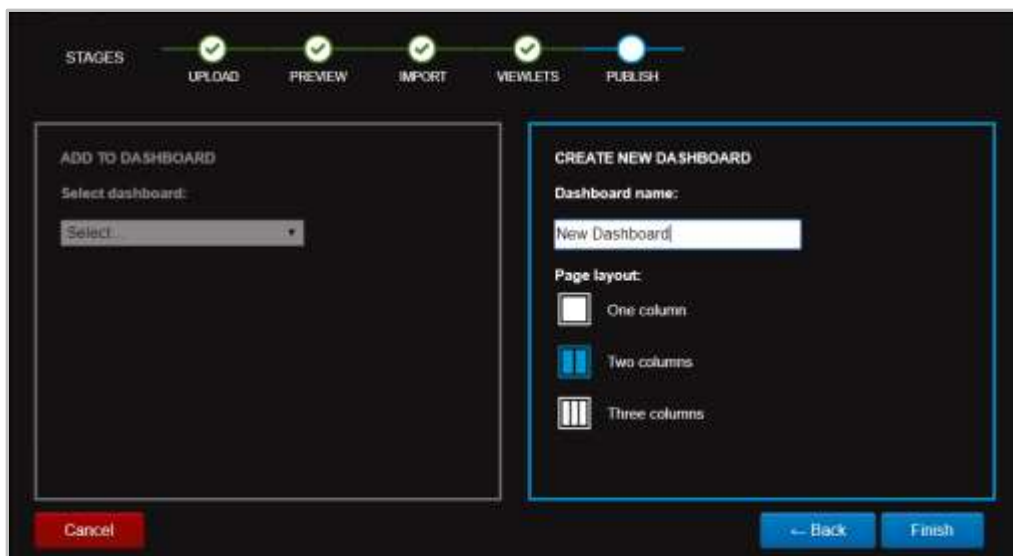 STAGES
UPLOAD PREVIEW IMPORT VIEWLETS PUBLISH
ADD TO DASHBOARD
Select dashboard:
Select...
CREATE NEW DASHBOARD
Dashboard name:
New Dashboard
Page layout:
One column
Two columns
Three columns
Cancel
← Back
Finish